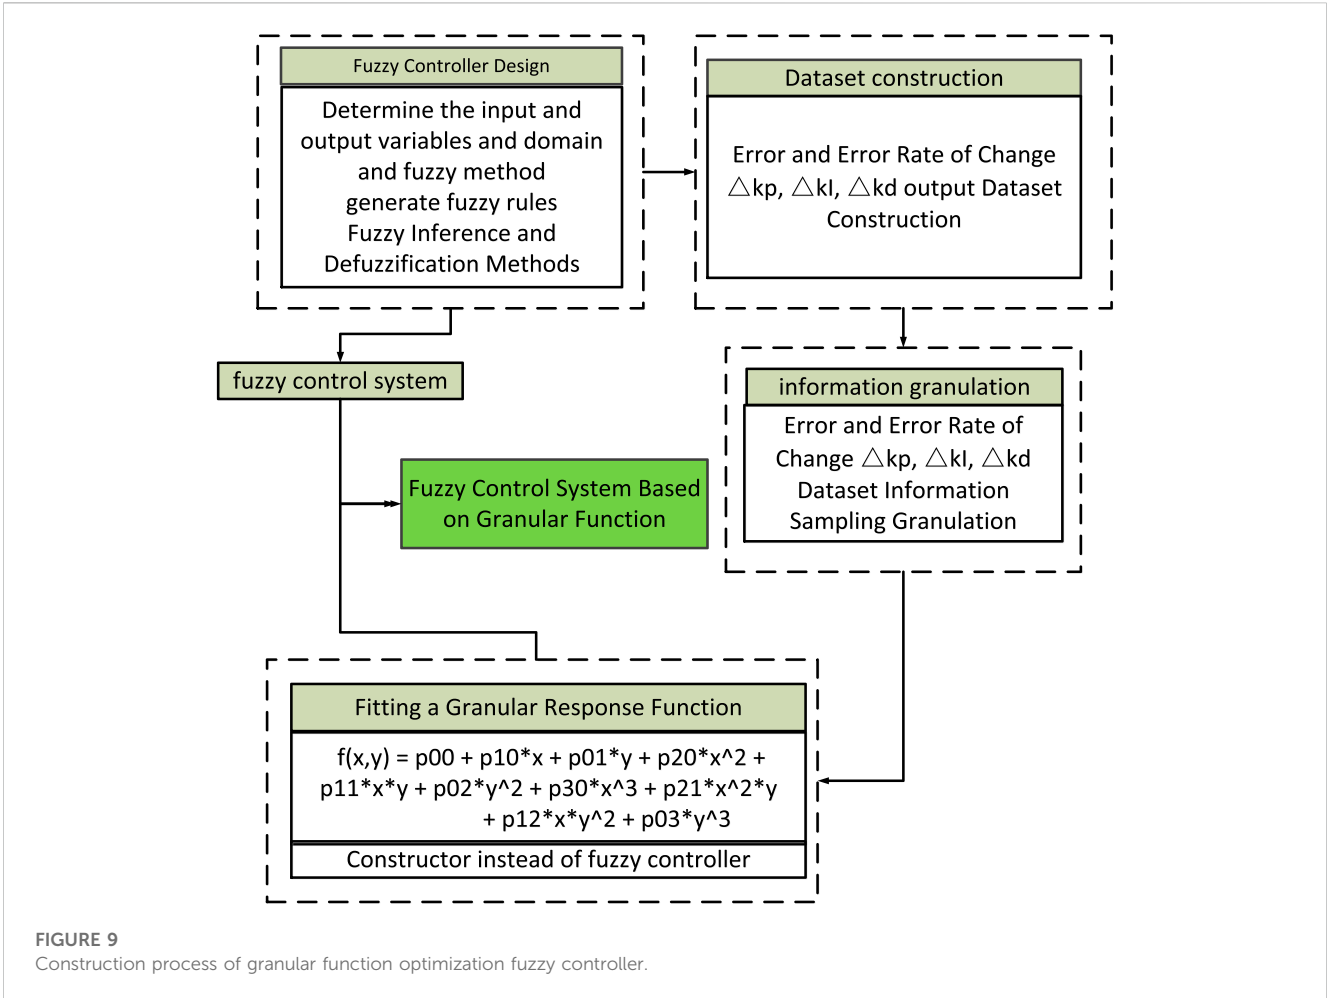 Fuzzy Controller Design
Determine the input and
output variables and domain
and fuzzy method
generate fuzzy rules
Fuzzy Inference and
Defuzzification Methods
Dataset construction
Error and Error Rate of Change
△kp, △kI, △kd output Dataset
Construction
fuzzy control system
information granulation
Error and Error Rate of
Change △kp, △kI, △kd
Dataset Information
Sampling Granulation
Fuzzy Control System Based
on Granular Function
Fitting a Granular Response Function
f(x,y) = p00 + p10*x + p01*y + p20*x^2 +
p11*x*y + p02*y^2 + p30*x^3 + p21*x^2*y
+ p12*x*y^2 + p03*y^3
Constructor instead of fuzzy controller
FIGURE 9
Construction process of granular function optimization fuzzy controller.